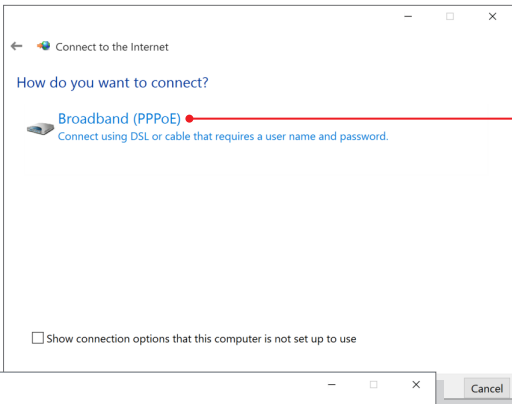 Connect to the Internet
How do you want to connect?
Broadband (PPPoE)
Connect using DSL or cable that requires a user name and password.
Show connection options that this computer is not set up to use
Cancel